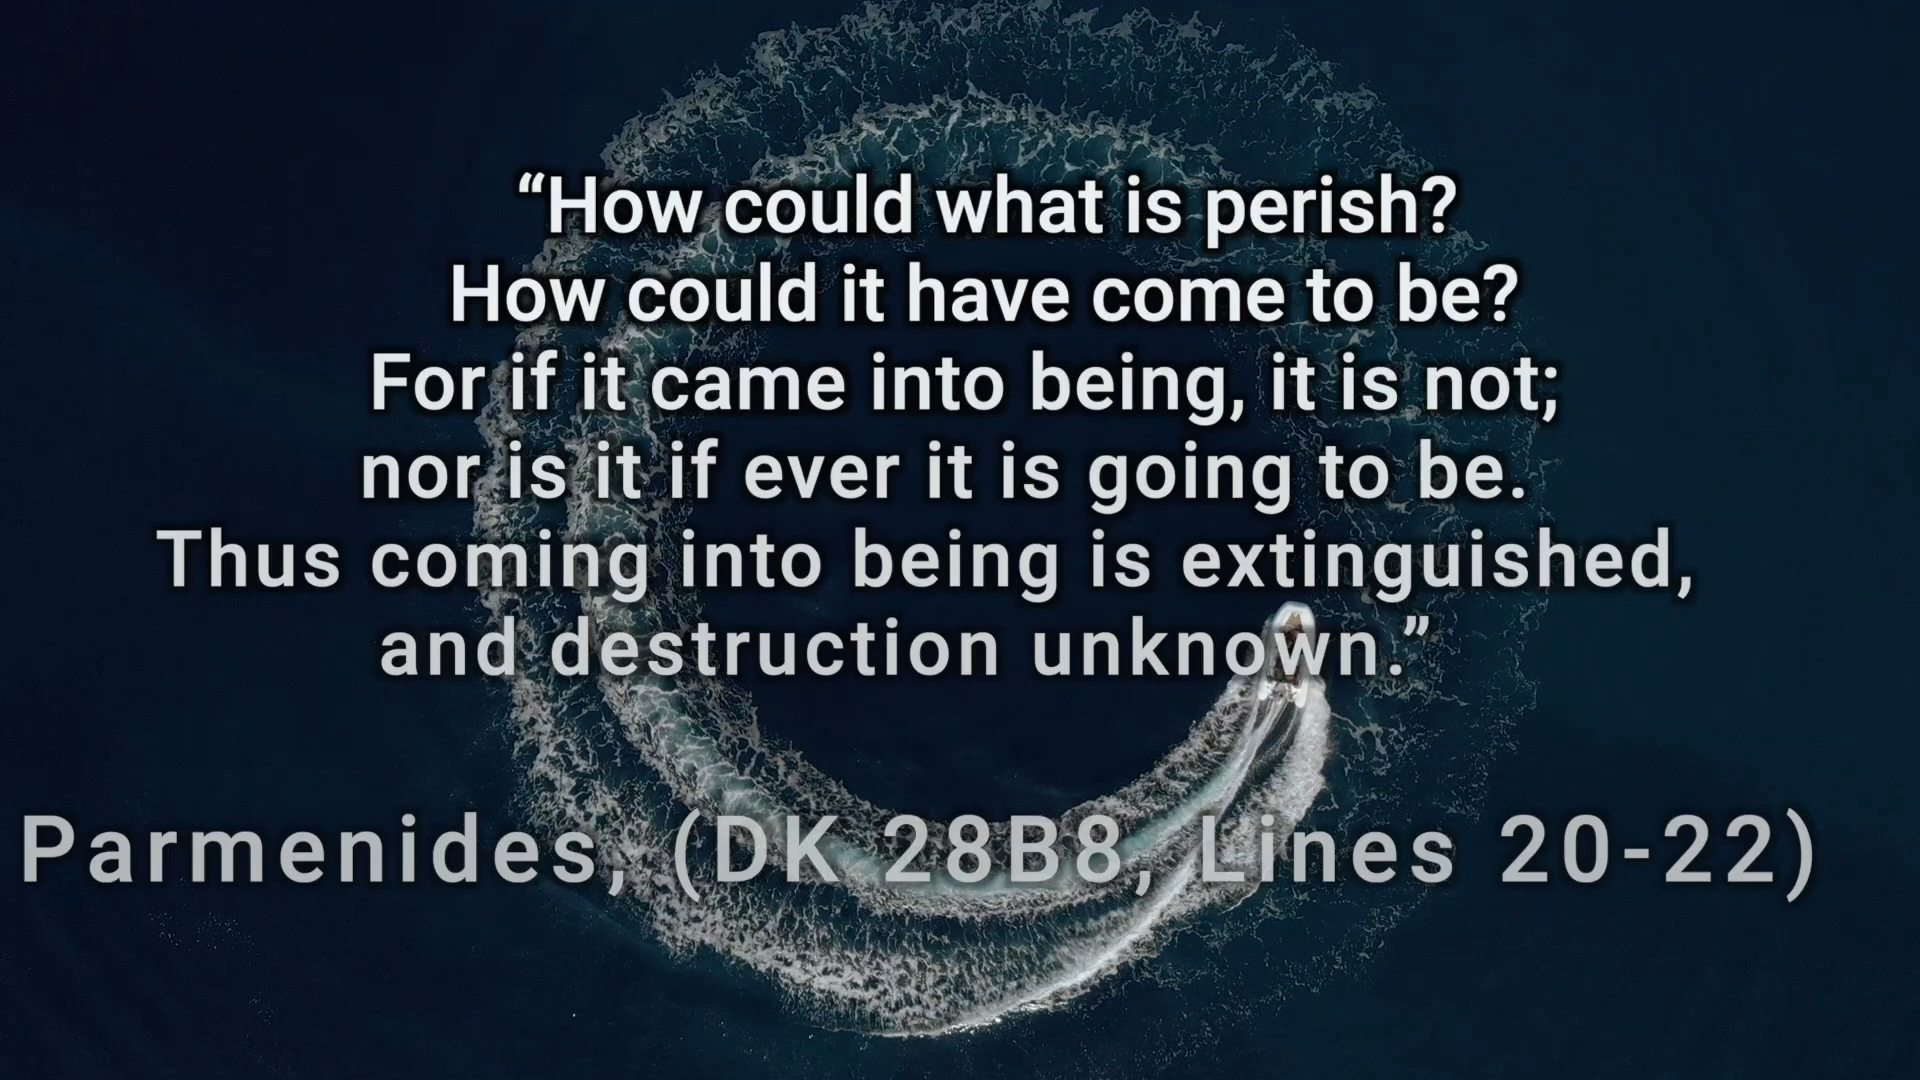 “How could what is perish?
How could it have come to be?
For if it came into being, it is not;
nor is it if ever it is going to be.
Thus coming into being is extinguished,
and destruction unknown.”
Parmenides, (DK 28B8, Lines 20-22)